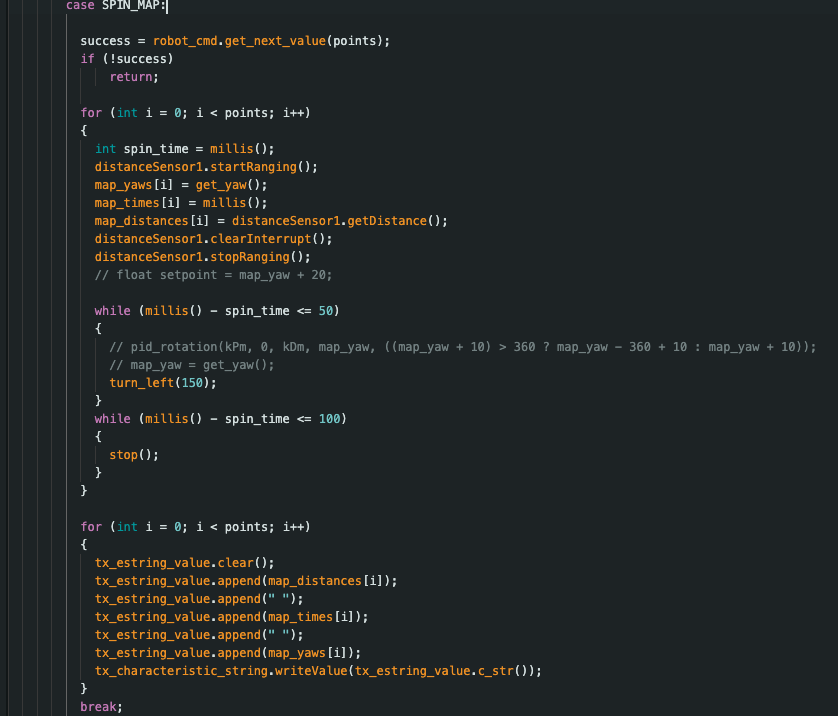 case SPIN_MAP:
success = robot_cmd.get_next_value(points);
if (!success)
return;
for (int i = 0; i < points; i++)
{
int spin_time = millis();
distanceSensor1.startRanging();
map_yaws[i] = get_yaw();
map_times[i] = millis();
map_distances[i] = distanceSensor1.getDistance();
distanceSensor1.clearInterrupt();
distanceSensor1.stopRanging();
// float setpoint = map_yaw + 20;
while (millis() - spin_time <= 50)
{
// pid_rotation(kPm, 0, kDm, map_yaw, ((map_yaw + 10) > 360 ? map_yaw - 360 + 10 : map_yaw + 10));
// map_yaw = get_yaw();
turn_left(150);
}
while (millis() - spin_time <= 100)
{
stop();
}
}
for (int i = 0; i < points; i++)
{
tx_estring_value.clear();
tx_estring_value.append(map_distances[i]);
tx_estring_value.append(" ");
tx_estring_value.append(map_times[i]);
tx_estring_value.append(" ");
tx_estring_value.append(map_yaws[i]);
tx_characteristic_string.writeValue(tx_estring_value.c_str());
}
break;